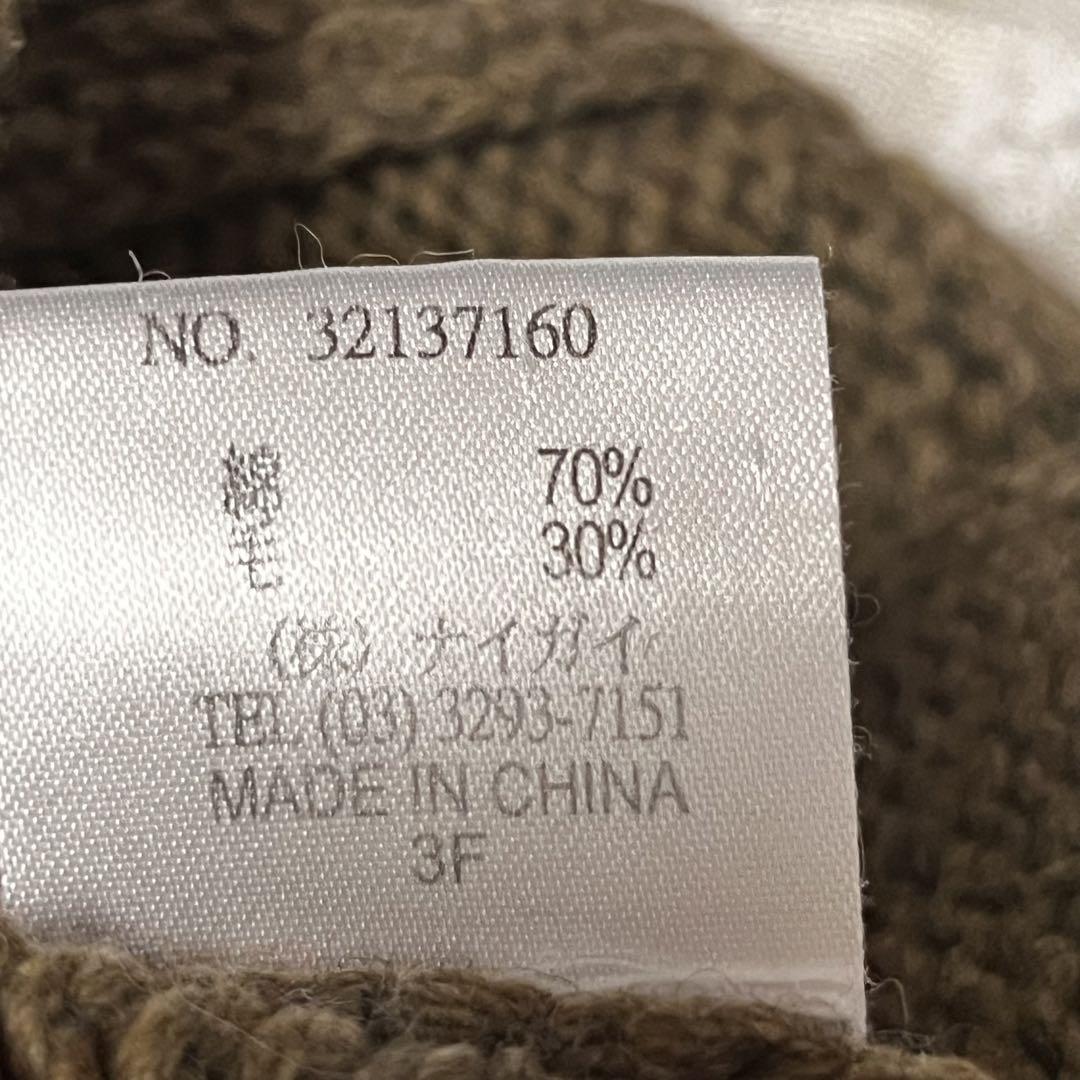 NO. 32137160
綿 70%
毛 30%
(株) ナイガイ
TEL (03) 3293-7151
MADE IN CHINA
3F